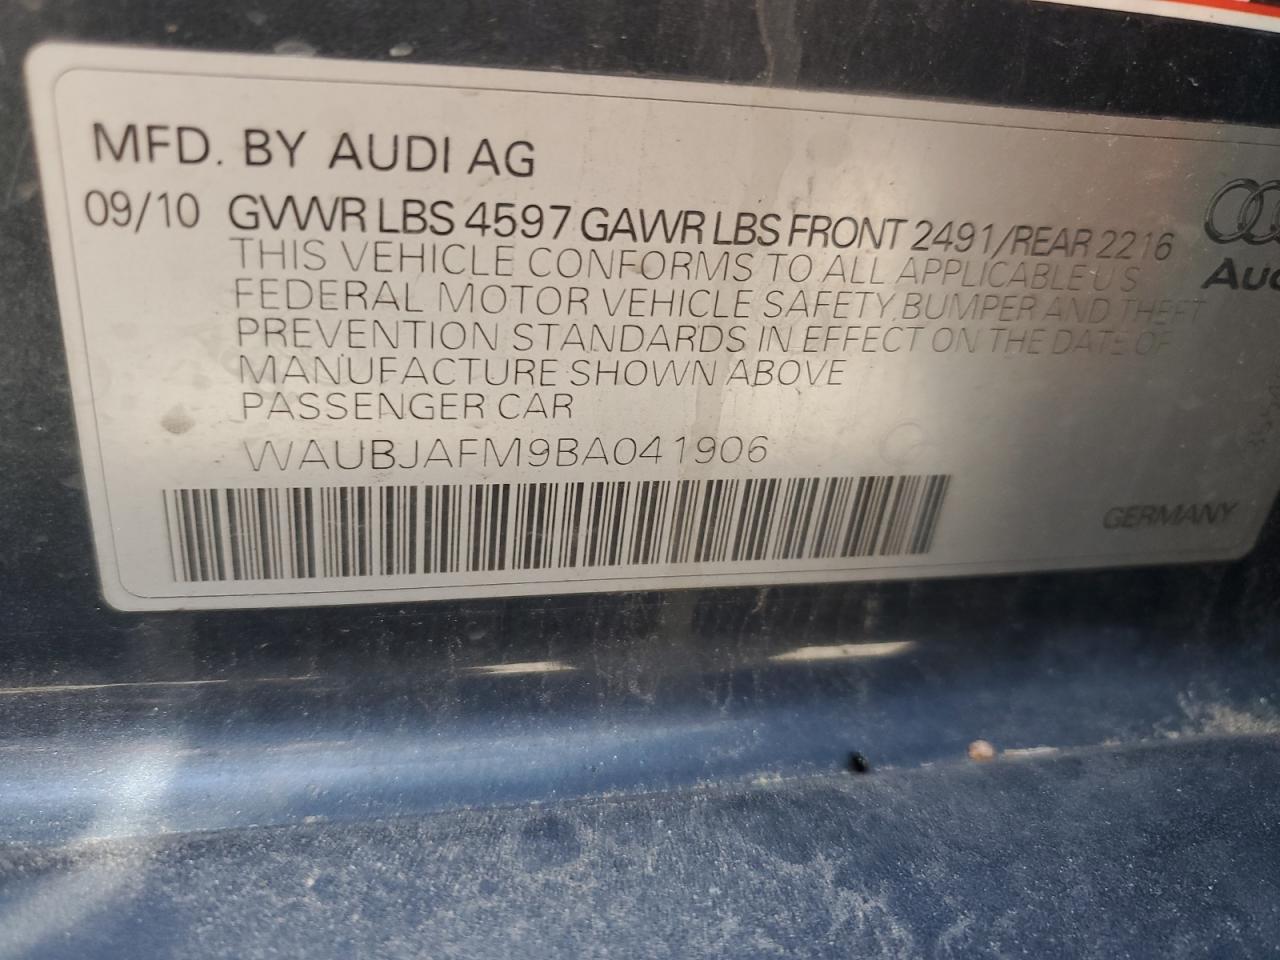 MFD. BY AUDI AG
09/10 GVWR LBS 4597 GAWR LBS FRONT 2491/REAR 2216
THIS VEHICLE CONFORMS TO ALL APPLICABLE U S
FEDERAL MOTOR VEHICLE SAFETY, BUMPER AND THEFT
PREVENTION STANDARDS IN EFFECT ON THE DATE OF
MANUFACTURE SHOWN ABOVE
PASSENGER CAR
WAUBJAFM9BA041906
Aud
GERMANY